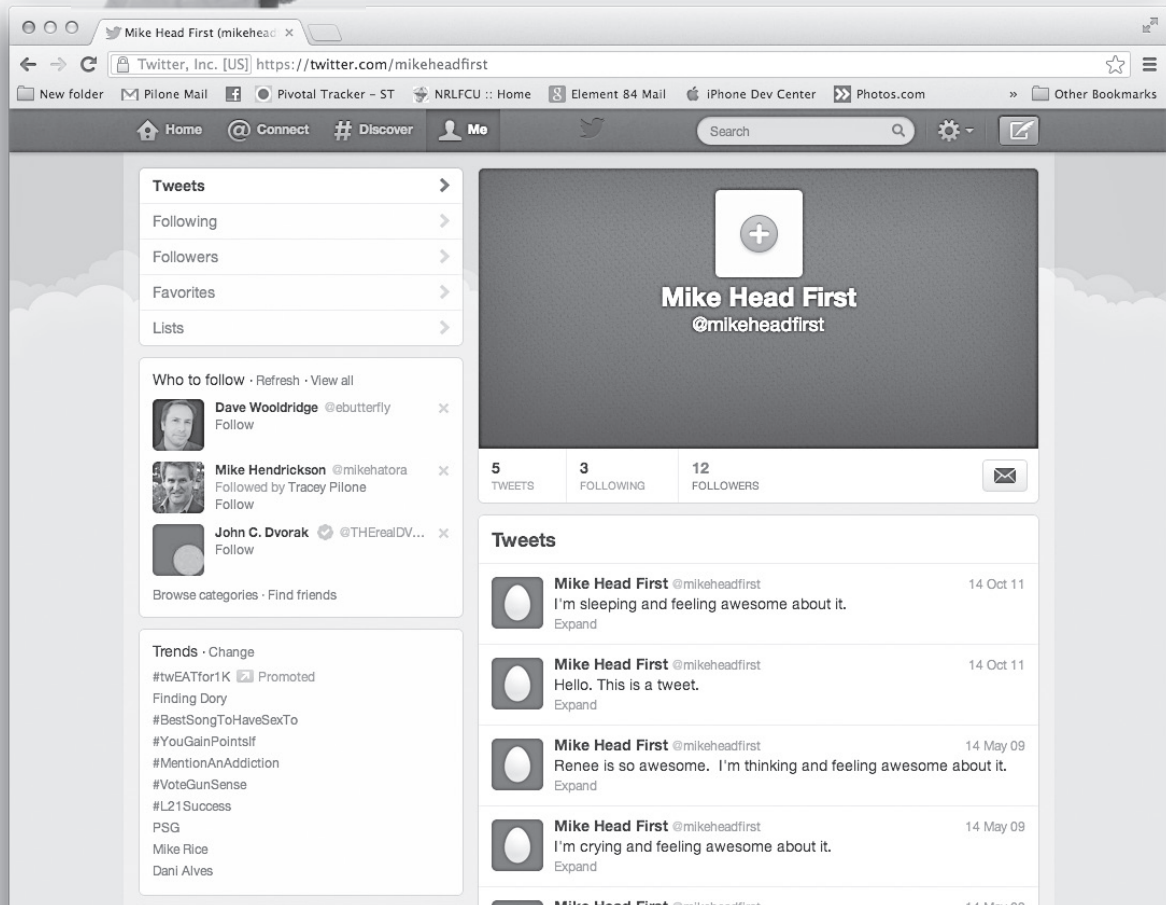 Mike Head First (mikehead
Twitter, Inc. [US] https://twitter.com/mikeheadfirst
New folder Pilone Mail Pivotal Tracker - ST NRLFCU :: Home Element 84 Mail iPhone Dev Center Photos.com » Other Bookmarks
Home Connect Discover Me Search
Tweets
Following
Followers
Favorites
Lists
Who to follow · Refresh · View all
Dave Wooldridge @ebutterfly
Follow
Mike Hendrickson @mikehatora
Followed by Tracey Pilone
Follow
John C. Dvorak @THErealDV...
Follow
Browse categories · Find friends
Trends · Change
#twEATfor1K Promoted
Finding Dory
#BestSongToHaveSexTo
#YouGainPointsIf
#MentionAnAddiction
#VoteGunSense
#L21Success
PSG
Mike Rice
Dani Alves
Mike Head First
@mikeheadfirst
5 3 12
TWEETS FOLLOWING FOLLOWERS
Tweets
Mike Head First @mikeheadfirst 14 Oct 11
I'm sleeping and feeling awesome about it.
Expand
Mike Head First @mikeheadfirst 14 Oct 11
Hello. This is a tweet.
Expand
Mike Head First @mikeheadfirst 14 May 09
Renee is so awesome.  I'm thinking and feeling awesome about it.
Expand
Mike Head First @mikeheadfirst 14 May 09
I'm crying and feeling awesome about it.
Expand